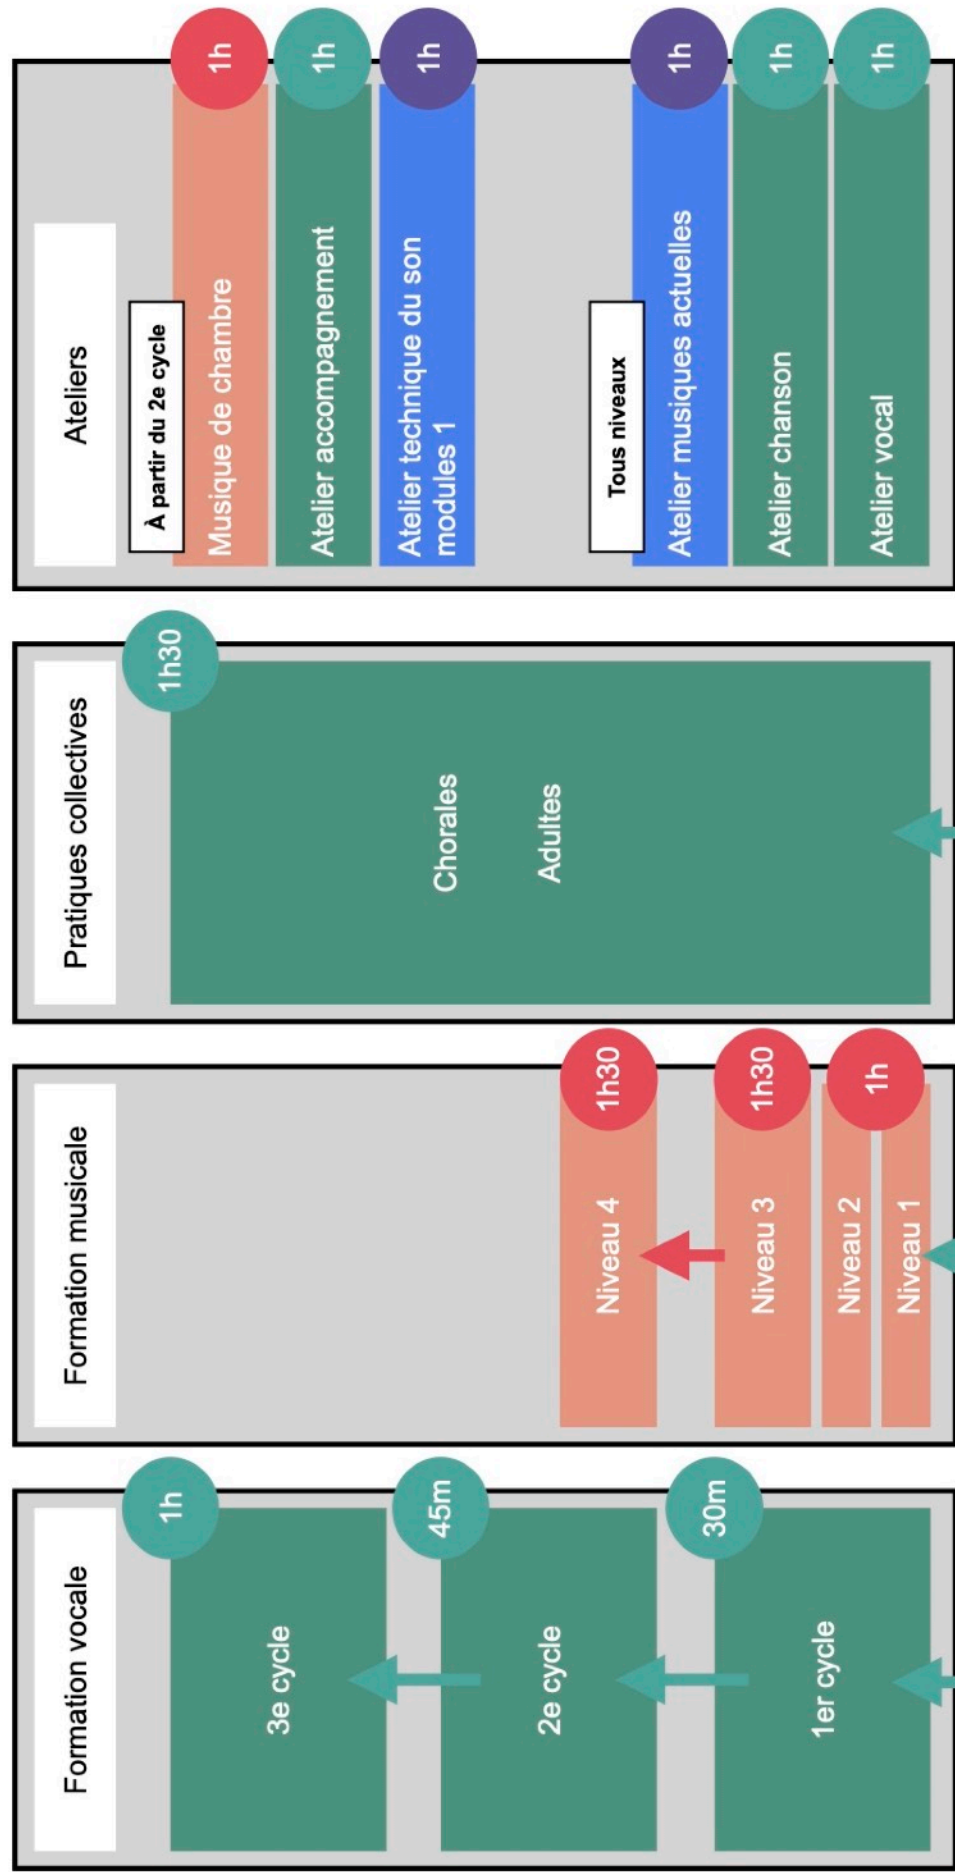 Formation vocale
1h
3e cycle
45m
2e cycle
30m
1er cycle
Formation musicale
1h30
Niveau 4
1h30
Niveau 3
1h
Niveau 2
Niveau 1
Pratiques collectives
1h30
Chorales
Adultes
Ateliers
À partir du 2e cycle
Musique de chambre
1h
Atelier accompagnement
1h
Atelier technique du son
modules 1
1h
Tous niveaux
Atelier musiques actuelles
1h
Atelier chanson
1h
Atelier vocal
1h